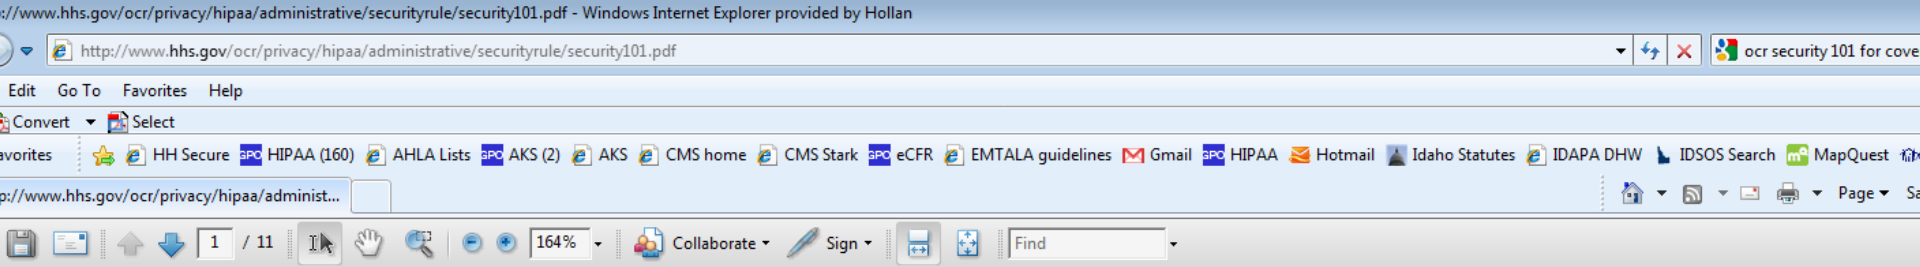 ://www.hhs.gov/ocr/privacy/hipaa/administrative/securityrule/security101.pdf - Windows Internet Explorer provided by Hollan
http://www.hhs.gov/ocr/privacy/hipaa/administrative/securityrule/security101.pdf ocr security 101 for cove
Edit Go To Favorites Help
Convert Select
avorites HH Secure GPO HIPAA (160) AHLA Lists GPO AKS (2) AKS CMS home CMS Stark GPO eCFR EMTALA guidelines Gmail GPO HIPAA Hotmail Idaho Statutes IDAPA DHW IDSOS Search MapQuest
p://www.hhs.gov/ocr/privacy/hipaa/administ... Page Sa
1 / 11 164% Collaborate Sign Find